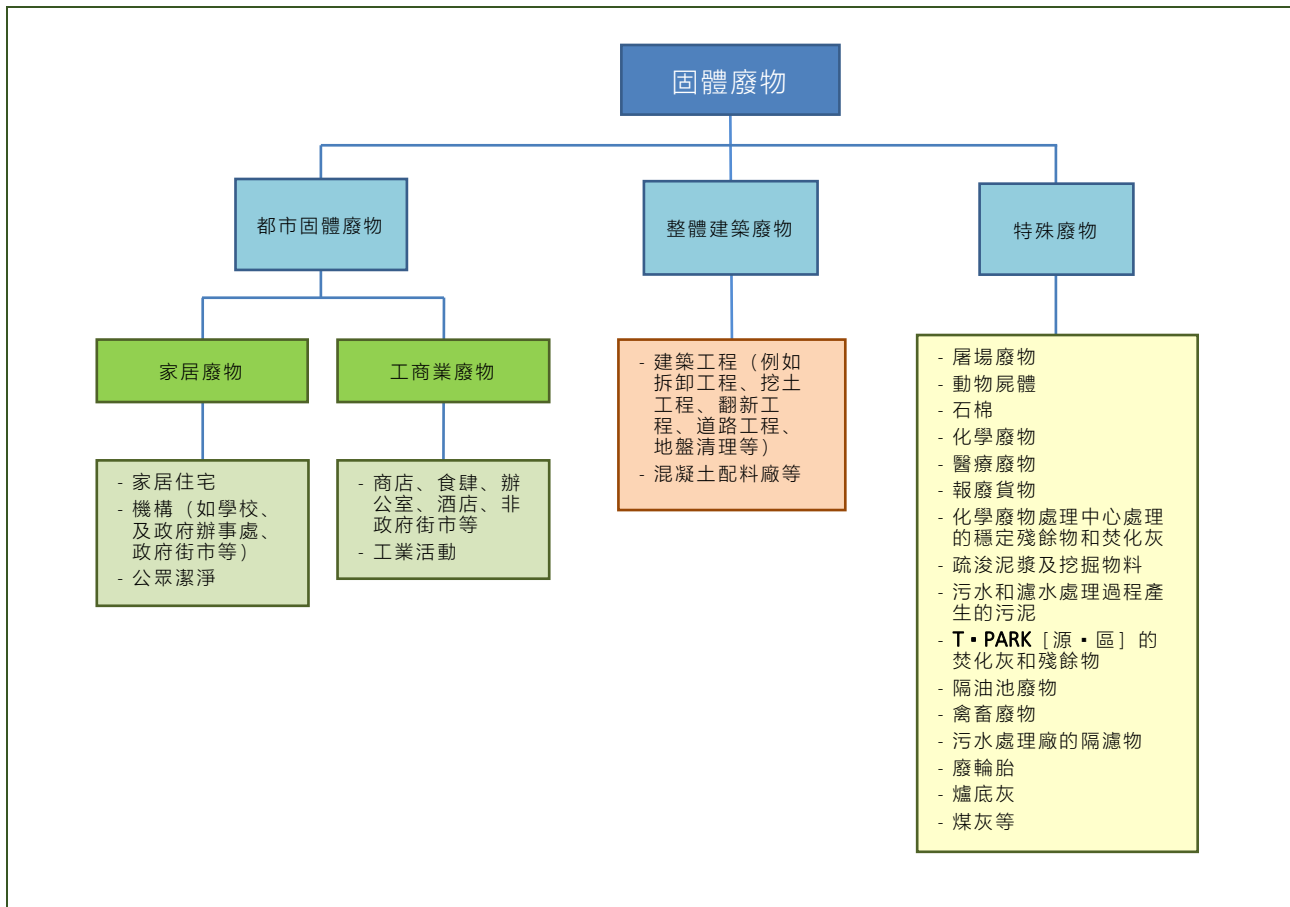 固體廢物
都市固體廢物
整體建築廢物
特殊廢物
家居廢物
工商業廢物
- 家居住宅
- 機構（如學校、
及政府辦事處、
政府街市等）
- 公眾潔淨
- 商店、食肆、辦
公室、酒店、非
政府街市等
- 工業活動
- 建築工程（例如
拆卸工程、挖土
工程、翻新工
程、道路工程、
地盤清理等）
- 混凝土配料廠等
- 屠場廢物
- 動物屍體
- 石棉
- 化學廢物
- 醫療廢物
- 報廢貨物
- 化學廢物處理中心處理
的穩定殘餘物和焚化灰
- 疏浚泥漿及挖掘物料
- 污水和濾水處理過程產
生的污泥
- T▪PARK［源▪區］的
焚化灰和殘餘物
- 隔油池廢物
- 禽畜廢物
- 污水處理廠的隔濾物
- 廢輪胎
- 爐底灰
- 煤灰等